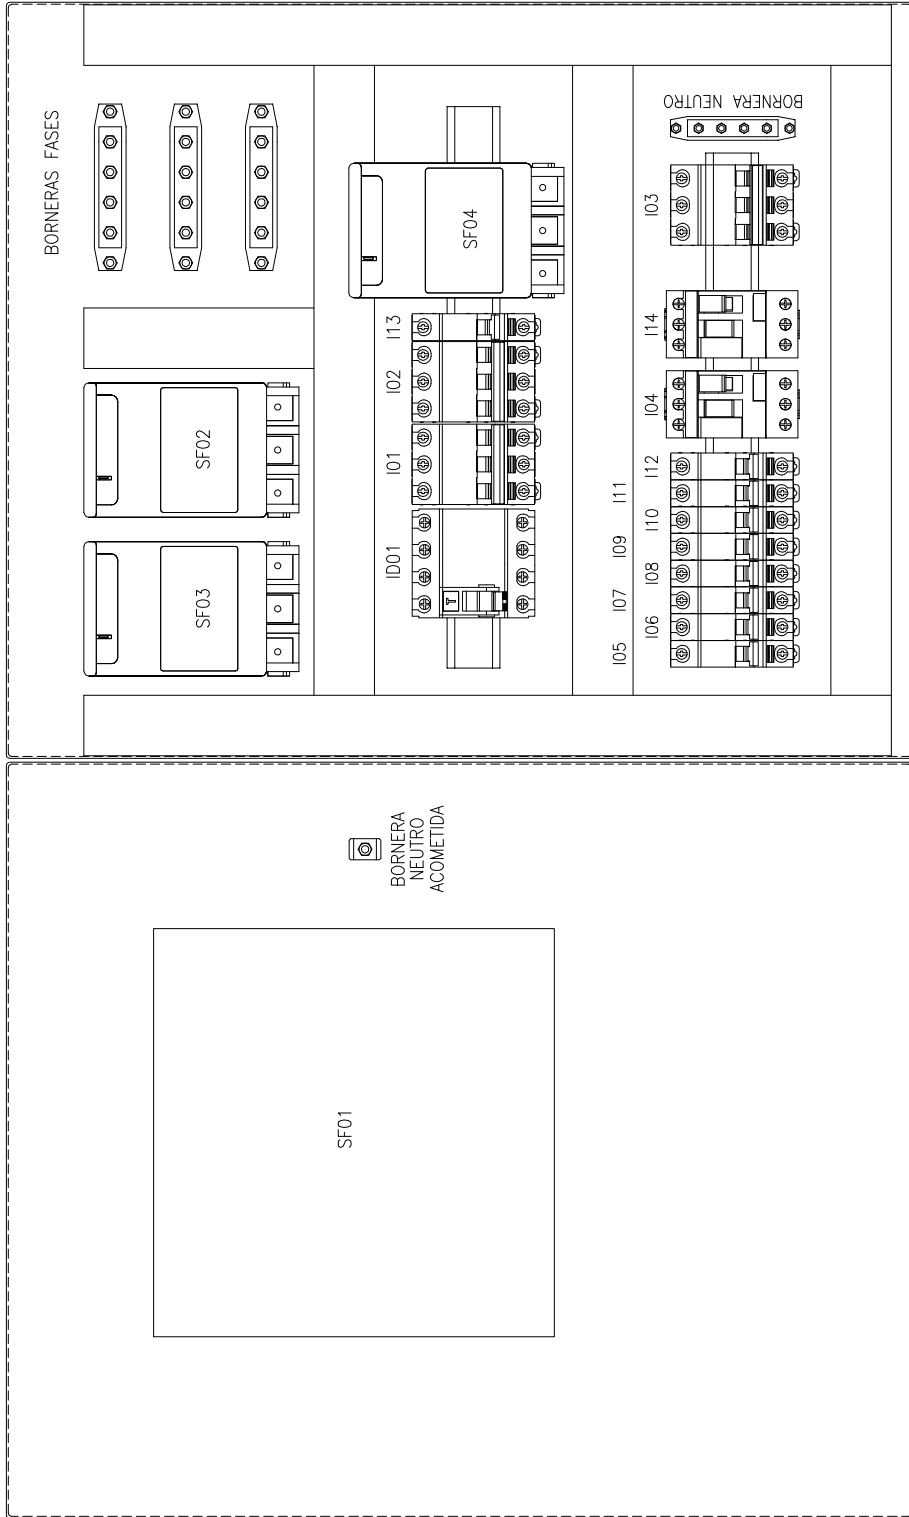 BORNERAS FASES
SF02
SF03
SF04
I13
I02
I01
ID01
T
BORNERA NEUTRO
I03
I14
I04
I12
I11
I10
I09
I08
I07
I06
I05
BORNERA
NEUTRO
ACOMETIDA
SF01